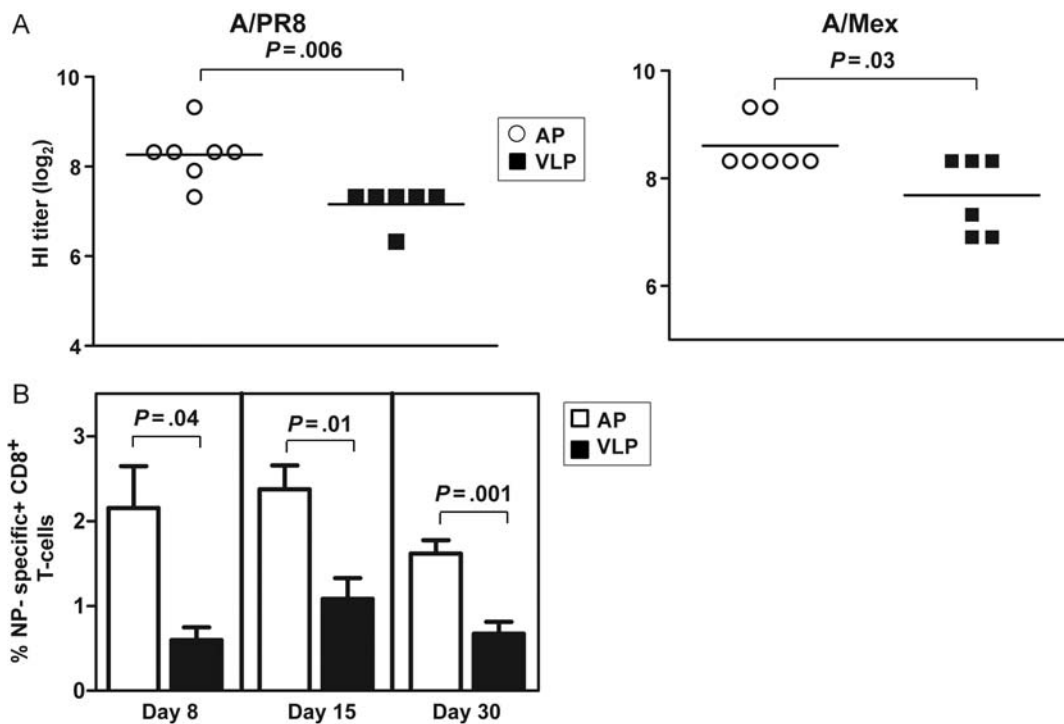 A
A/PR8
P = .006
10
8
6
4
HI titer (log2)
AP
VLP
A/Mex
P = .03
10
8
6
B
P = .04
P = .01
P = .001
3
2
1
0
% NP- specific+ CD8+
T-cells
Day 8
Day 15
Day 30
AP
VLP